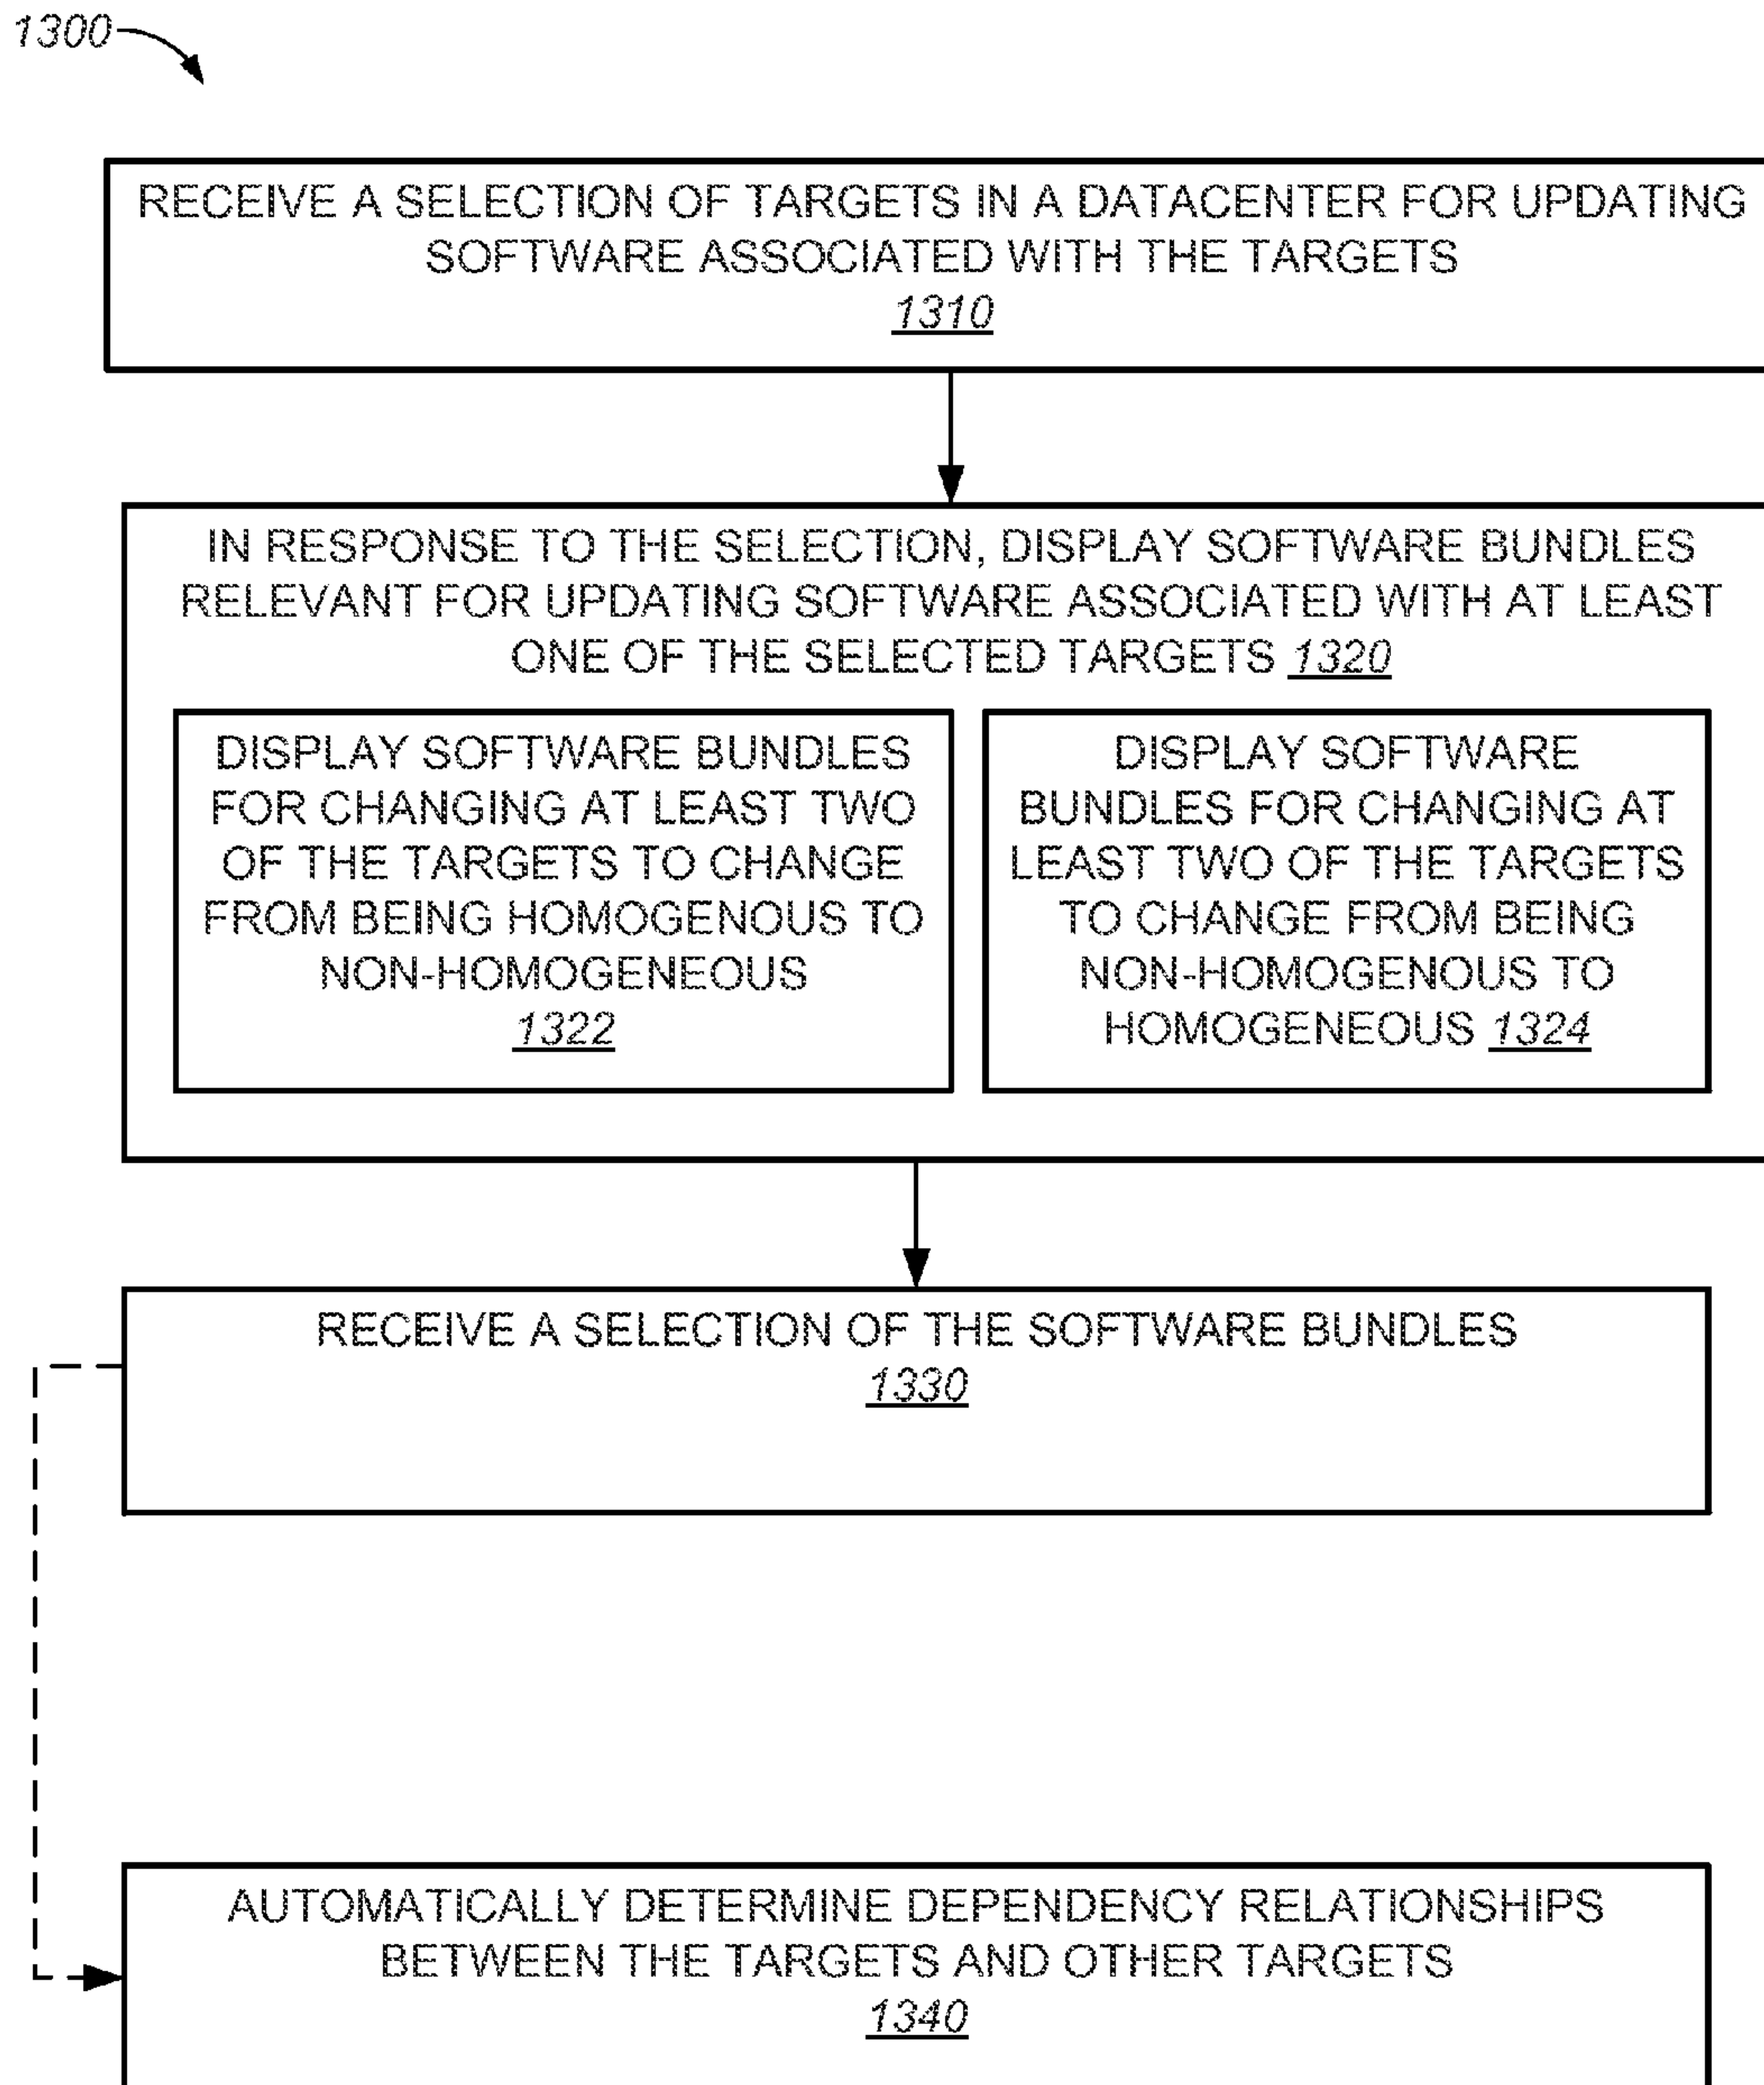 1300
RECEIVE A SELECTION OF TARGETS IN A DATACENTER FOR UPDATING
SOFTWARE ASSOCIATED WITH THE TARGETS
1310
IN RESPONSE TO THE SELECTION, DISPLAY SOFTWARE BUNDLES
RELEVANT FOR UPDATING SOFTWARE ASSOCIATED WITH AT LEAST
ONE OF THE SELECTED TARGETS 1320
DISPLAY SOFTWARE BUNDLES
FOR CHANGING AT LEAST TWO
OF THE TARGETS TO CHANGE
FROM BEING HOMOGENOUS TO
NON-HOMOGENEOUS
1322
DISPLAY SOFTWARE
BUNDLES FOR CHANGING AT
LEAST TWO OF THE TARGETS
TO CHANGE FROM BEING
NON-HOMOGENOUS TO
HOMOGENEOUS 1324
RECEIVE A SELECTION OF THE SOFTWARE BUNDLES
1330
AUTOMATICALLY DETERMINE DEPENDENCY RELATIONSHIPS
BETWEEN THE TARGETS AND OTHER TARGETS
1340